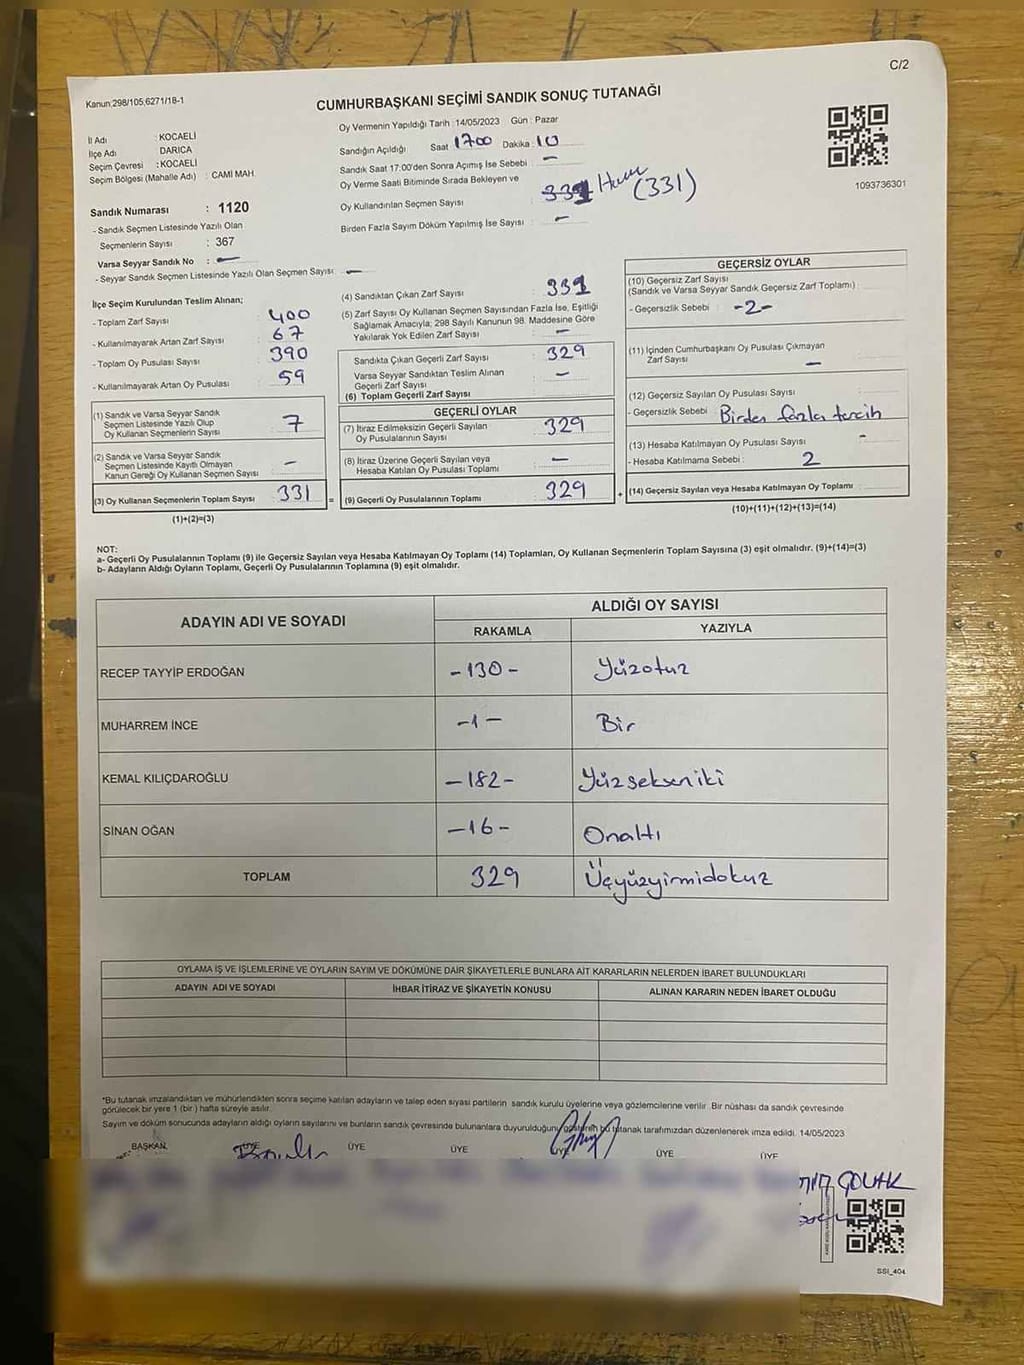 C/2
Kanun:298/105,6271/18-1
CUMHURBAŞKANI SEÇİMİ SANDIK SONUÇ TUTANAĞI
İl Adı : KOCAELİ
İlçe Adı DARICA
Seçim Çevresi : KOCAELİ
Seçim Bölgesi (Mahalle Adı) : CAMİ MAH.
Sandık Numarası : 1120
- Sandık Seçmen Listesinde Yazılı Olan
Seçmenlerin Sayısı : 367
Varsa Seyyar Sandık No : —
- Seyyar Sandık Seçmen Listesinde Yazılı Olan Seçmen Sayısı: —
Oy Vermenin Yapıldığı Tarih : 14/05/2023 Gün : Pazar
Sandığın Açıldığı Saat 1700 Dakika : 10
Sandık Saat 17:00'den Sonra Açımış İse Sebebi : —
Oy Verme Saati Bitiminde Sırada Bekleyen ve
Oy Kullandırılan Seçmen Sayısı (331)
Birden Fazla Sayım Döküm Yapılmış İse Sayısı : —
1093736301
İlçe Seçim Kurulundan Teslim Alınan;
- Toplam Zarf Sayısı : 400
- Kullanılmayarak Artan Zarf Sayısı : 67
- Toplam Oy Pusulası Sayısı : 390
- Kullanılmayarak Artan Oy Pusulası : 59
(1) Sandık ve Varsa Seyyar Sandık
Seçmen Listesinde Yazılı Olup
Oy Kullanan Seçmenlerin Sayısı : 7
(2) Sandık ve Varsa Seyyar Sandık
Seçmen Listesinde Kayıtlı Olmayan
Kanun Gereği Oy Kullanan Seçmen Sayısı : —
(3) Oy Kullanan Seçmenlerin Toplam Sayısı : 331 =
(1)+(2)=(3)
(4) Sandıktan Çıkan Zarf Sayısı : 331
(5) Zarf Sayısı Oy Kullanan Seçmen Sayısından Fazla İse, Eşitliği
Sağlamak Amacıyla; 298 Sayılı Kanunun 98. Maddesine Göre
Yakılarak Yok Edilen Zarf Sayısı : —
Sandıkta Çıkan Geçerli Zarf Sayısı : 329
Varsa Seyyar Sandıktan Teslim Alınan
Geçerli Zarf Sayısı : —
(6) Toplam Geçerli Zarf Sayısı
GEÇERLİ OYLAR
(7) İtiraz Edilmeksizin Geçerli Sayılan
Oy Pusulalarının Sayısı : 329
(8) İtiraz Üzerine Geçerli Sayılan veya
Hesaba Katılan Oy Pusulası Toplamı : —
(9) Geçerli Oy Pusulalarının Toplamı : 329 +
GEÇERSİZ OYLAR
(10) Geçersiz Zarf Sayısı
(Sandık ve Varsa Seyyar Sandık Geçersiz Zarf Toplamı)
- Geçersizlik Sebebi : -2-
(11) İçinden Cumhurbaşkanı Oy Pusulası Çıkmayan
Zarf Sayısı : —
(12) Geçersiz Sayılan Oy Pusulası Sayısı
- Geçersizlik Sebebi : Birden fazla tercih
(13) Hesaba Katılmayan Oy Pusulası Sayısı : -
- Hesaba Katılmama Sebebi : 2
(14) Geçersiz Sayılan veya Hesaba Katılmayan Oy Toplamı :
(10)+(11)+(12)+(13)=(14)
NOT:
a- Geçerli Oy Pusulalarının Toplamı (9) ile Geçersiz Sayılan veya Hesaba Katılmayan Oy Toplamı (14) Toplamları, Oy Kullanan Seçmenlerin Toplam Sayısına (3) eşit olmalıdır. (9)+(14)=(3)
b- Adayların Aldığı Oyların Toplamı, Geçerli Oy Pusulalarının Toplamına (9) eşit olmalıdır.
ADAYIN ADI VE SOYADI
ALDIĞI OY SAYISI
RAKAMLA YAZIYLA
RECEP TAYYİP ERDOĞAN -130- Yüzotuz
MUHARREM İNCE -1- Bir
KEMAL KILIÇDAROĞLU -182- Yüzsekseniki
SİNAN OĞAN -16- Onaltı
TOPLAM 329 Üçyüzyirmidokuz
OYLAMA İŞ VE İŞLEMLERİNE VE OYLARIN SAYIM VE DÖKÜMÜNE DAİR ŞİKAYETLERLE BUNLARA AİT KARARLARIN NELERDEN İBARET BULUNDUKLARI
ADAYIN ADI VE SOYADI İHBAR İTİRAZ VE ŞİKAYETİN KONUSU ALINAN KARARIN NEDEN İBARET OLDUĞU
*Bu tutanak imzalandıktan ve mühürlendikten sonra seçime katılan adayların ve talep eden siyasi partilerin sandık kurulu üyelerine veya gözlemcilerine verilir. Bir nüshası da sandık çevresinde
görülecek bir yere 1 (bir) hafta süreyle asılır.
Sayım ve döküm sonucunda adayların aldığı oyların sayılarını ve bunların sandık çevresinde bulunanlara duyurulduğunu gösteren bu tutanak tarafımızdan düzenlenerek imza edildi. 14/05/2023
BAŞKAN ÜYE ÜYE ÜYE ÜYE ÜYE ÜYE
SSI_404